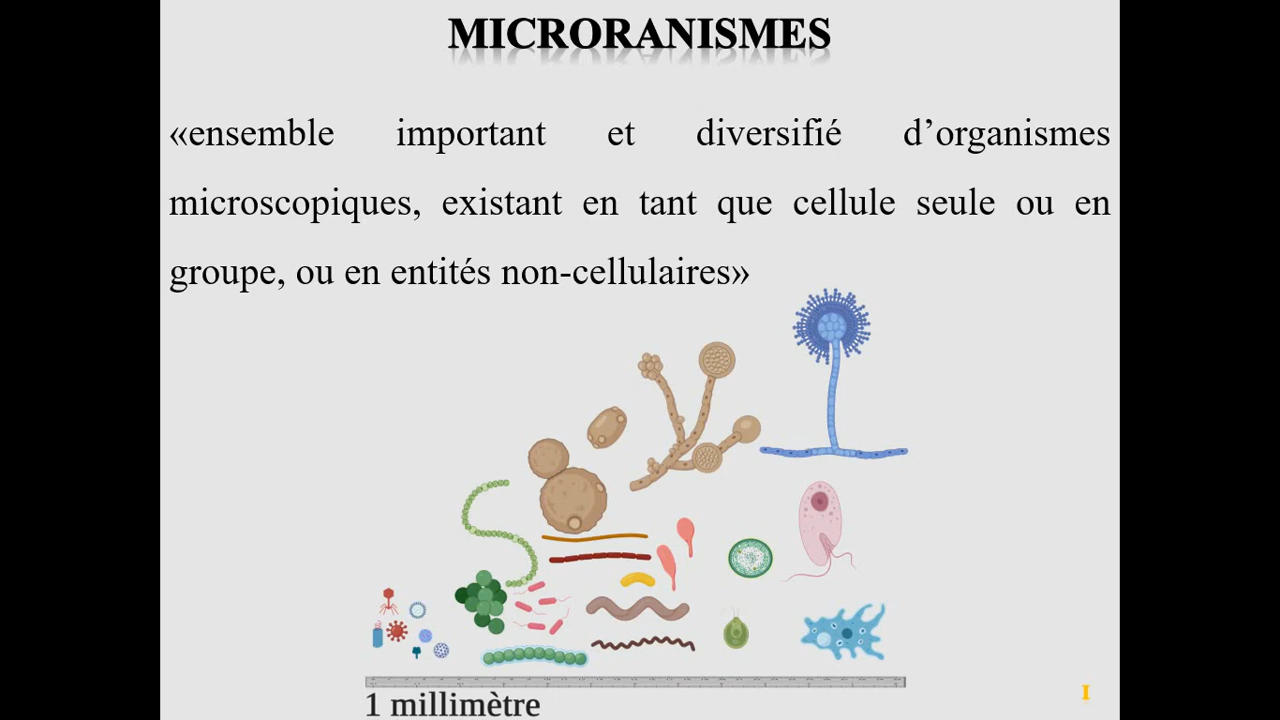 MICRORANISMES
«ensemble important et diversifié d’organismes
microscopiques, existant en tant que cellule seule ou en
groupe, ou en entités non-cellulaires»
1 millimètre
1